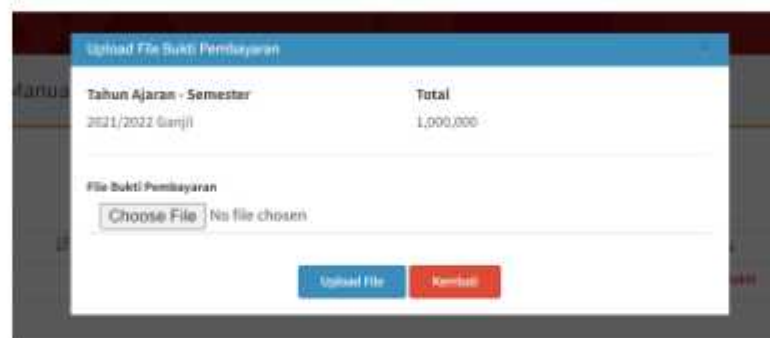 Upload File Bukti Pembayaran
Manua
Tahun Ajaran - Semester
Total
2021/2022 Ganjil
1,000,000
File Bukti Pembayaran
Choose File No file chosen
Upload File
Kembali